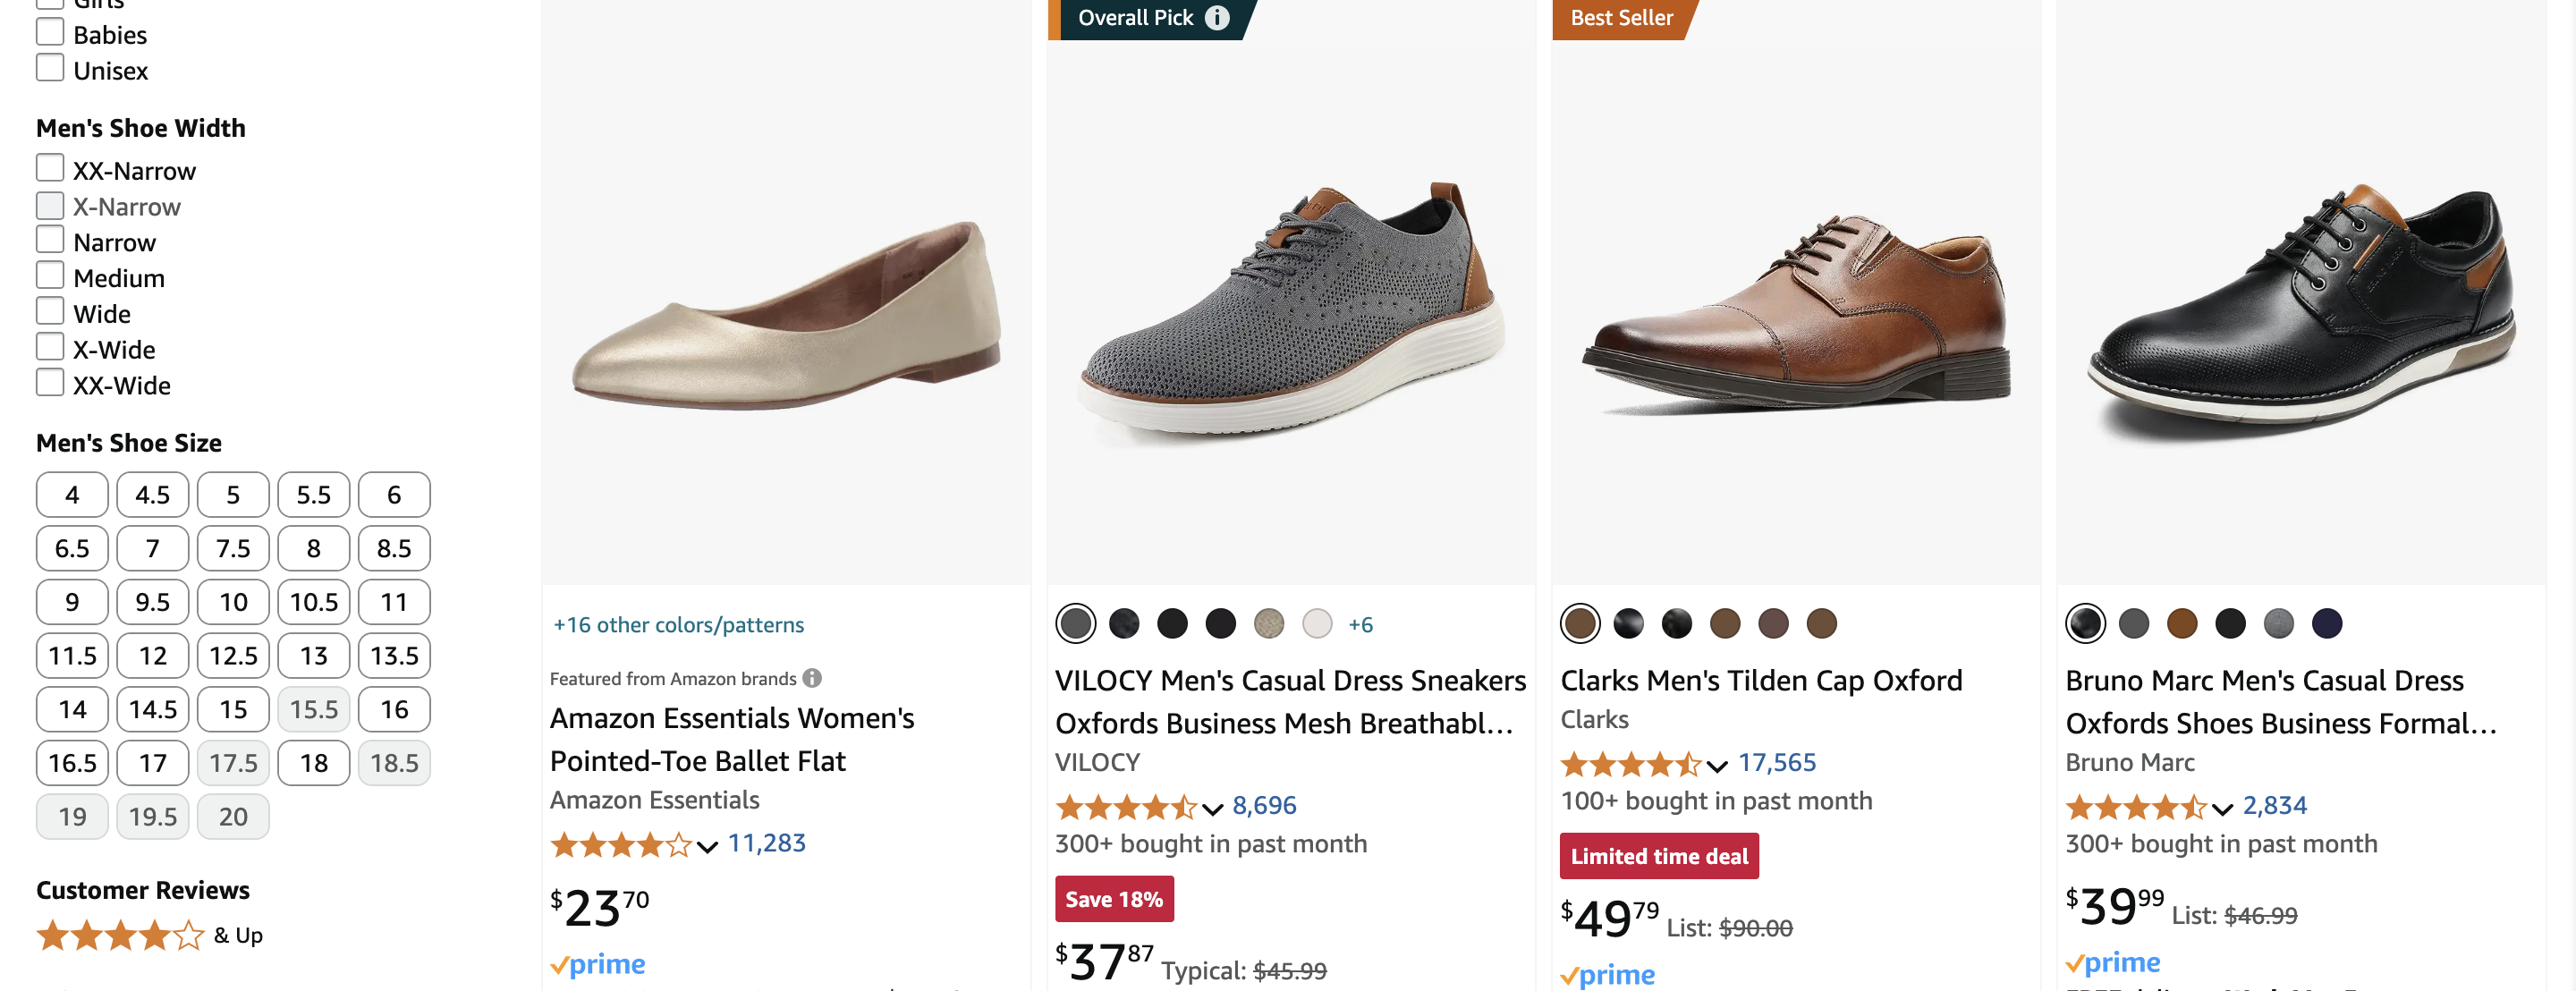 Girls
Babies
Unisex
Men's Shoe Width
XX-Narrow
X-Narrow
Narrow
Medium
Wide
X-Wide
XX-Wide
Men's Shoe Size
4 4.5 5 5.5 6
6.5 7 7.5 8 8.5
9 9.5 10 10.5 11
11.5 12 12.5 13 13.5
14 14.5 15 15.5 16
16.5 17 17.5 18 18.5
19 19.5 20
Customer Reviews
& Up
+16 other colors/patterns
Featured from Amazon brands
Amazon Essentials Women's
Pointed-Toe Ballet Flat
Amazon Essentials
11,283
$23.70
prime
Overall Pick
+6
VILOCY Men's Casual Dress Sneakers
Oxfords Business Mesh Breathabl...
VILOCY
8,696
300+ bought in past month
Save 18%
$37.87 Typical: $45.99
Best Seller
Clarks Men's Tilden Cap Oxford
Clarks
17,565
100+ bought in past month
Limited time deal
$49.79 List: $90.00
prime
Bruno Marc Men's Casual Dress
Oxfords Shoes Business Formal...
Bruno Marc
2,834
300+ bought in past month
$39.99 List: $46.99
prime